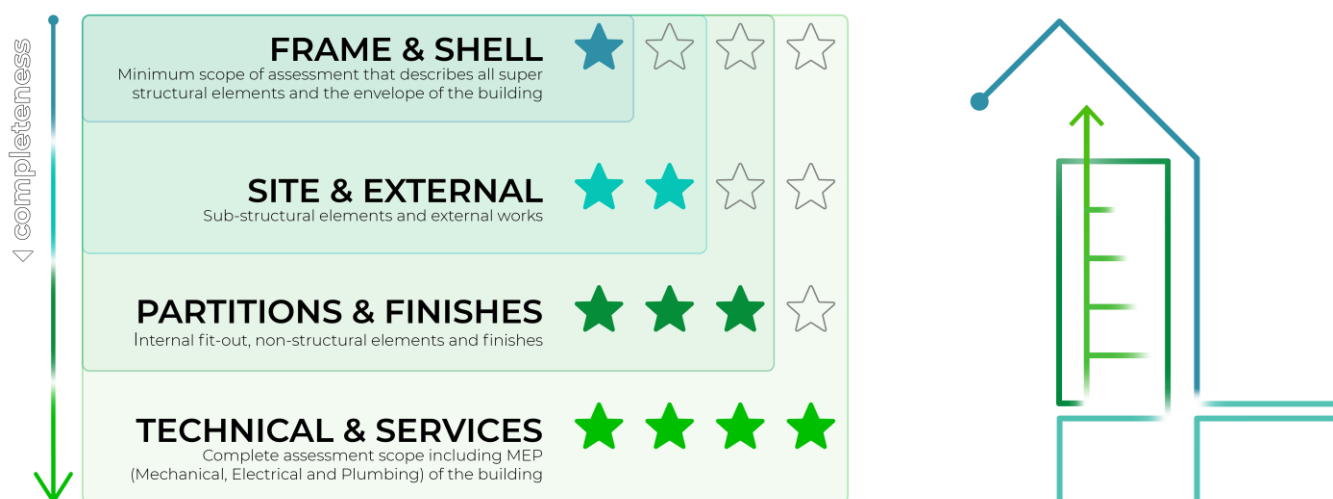 completeness
FRAME & SHELL
Minimum scope of assessment that describes all super
structural elements and the envelope of the building
SITE & EXTERNAL
Sub-structural elements and external works
PARTITIONS & FINISHES
Internal fit-out, non-structural elements and finishes
TECHNICAL & SERVICES
Complete assessment scope including MEP
(Mechanical, Electrical and Plumbing) of the building